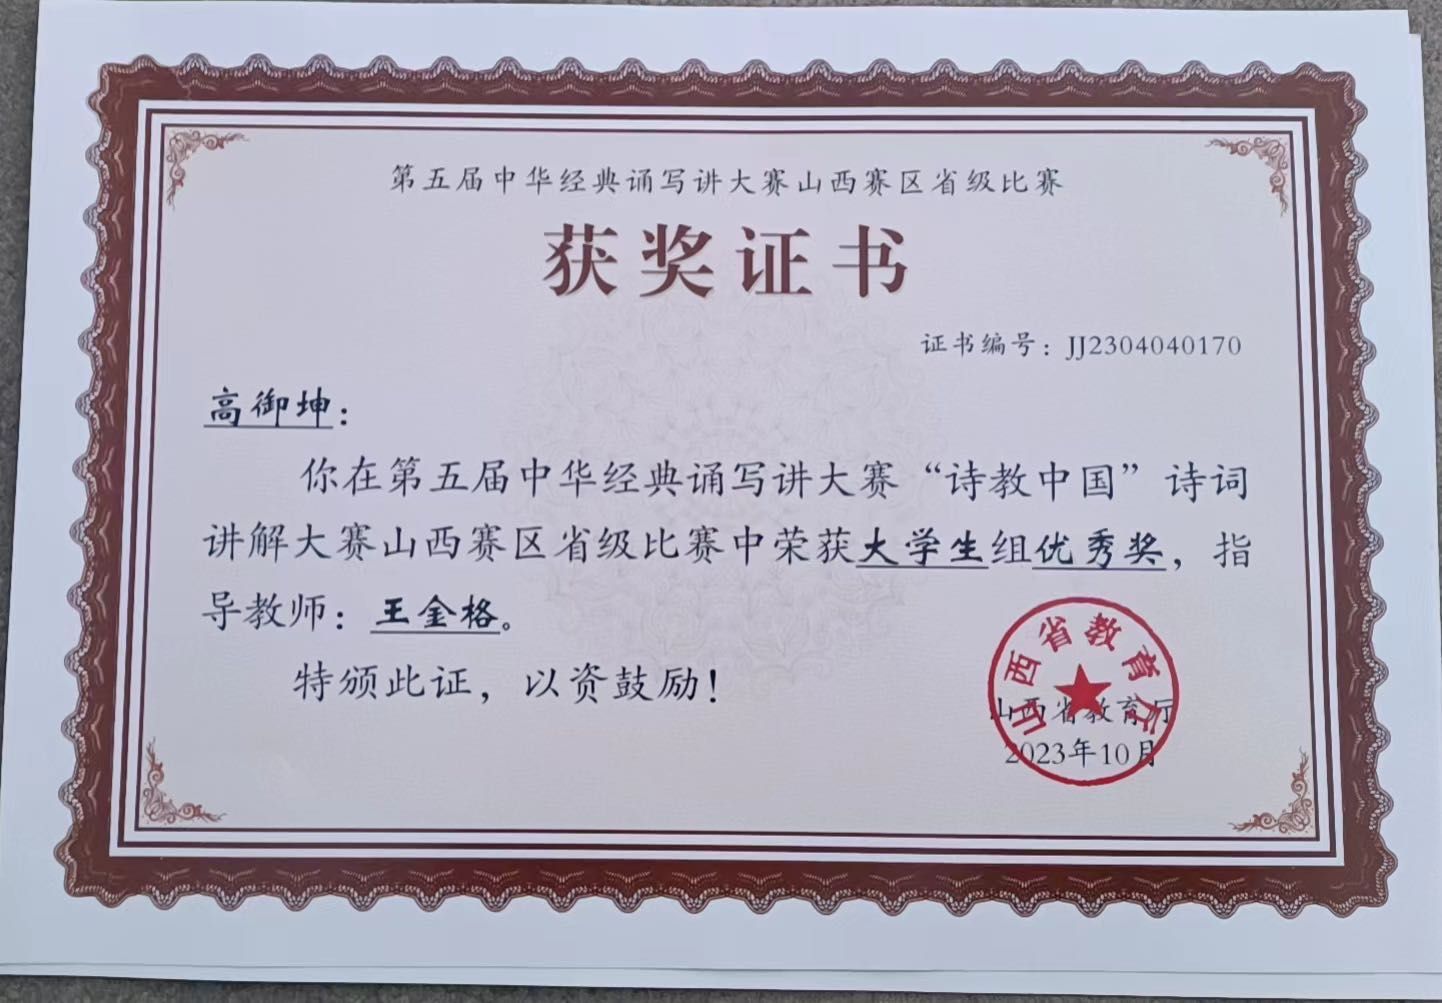 第五届中华经典诵写讲大赛山西赛区省级比赛
获奖证书
证书编号：JJ2304040170
高御坤：
你在第五届中华经典诵写讲大赛“诗教中国”诗词
讲解大赛山西赛区省级比赛中荣获大学生组优秀奖，指
导教师：王金格。
特颁此证，以资鼓励！
山西省教育厅
山西省教育厅
2023年10月